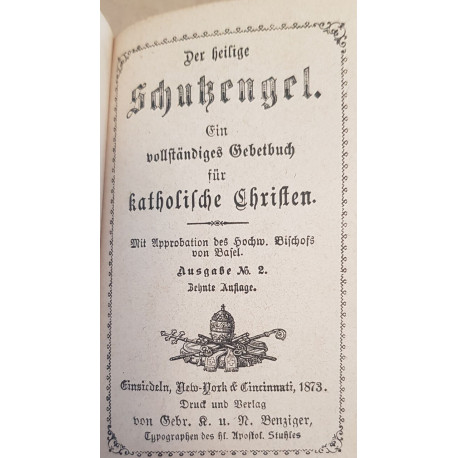 Der heilige
Schutzengel.
Ein
vollständiges Gebetbuch
für
katholische Christen.
Mit Approbation des Hochw. Bischofs
von Basel.
Ausgabe No. 2.
Zehnte Auflage.
Einsiedeln, New-York & Cincinnati, 1873.
Druck und Verlag
von Gebr. K. u. N. Benziger,
Typographen des hl. Apostol. Stuhles